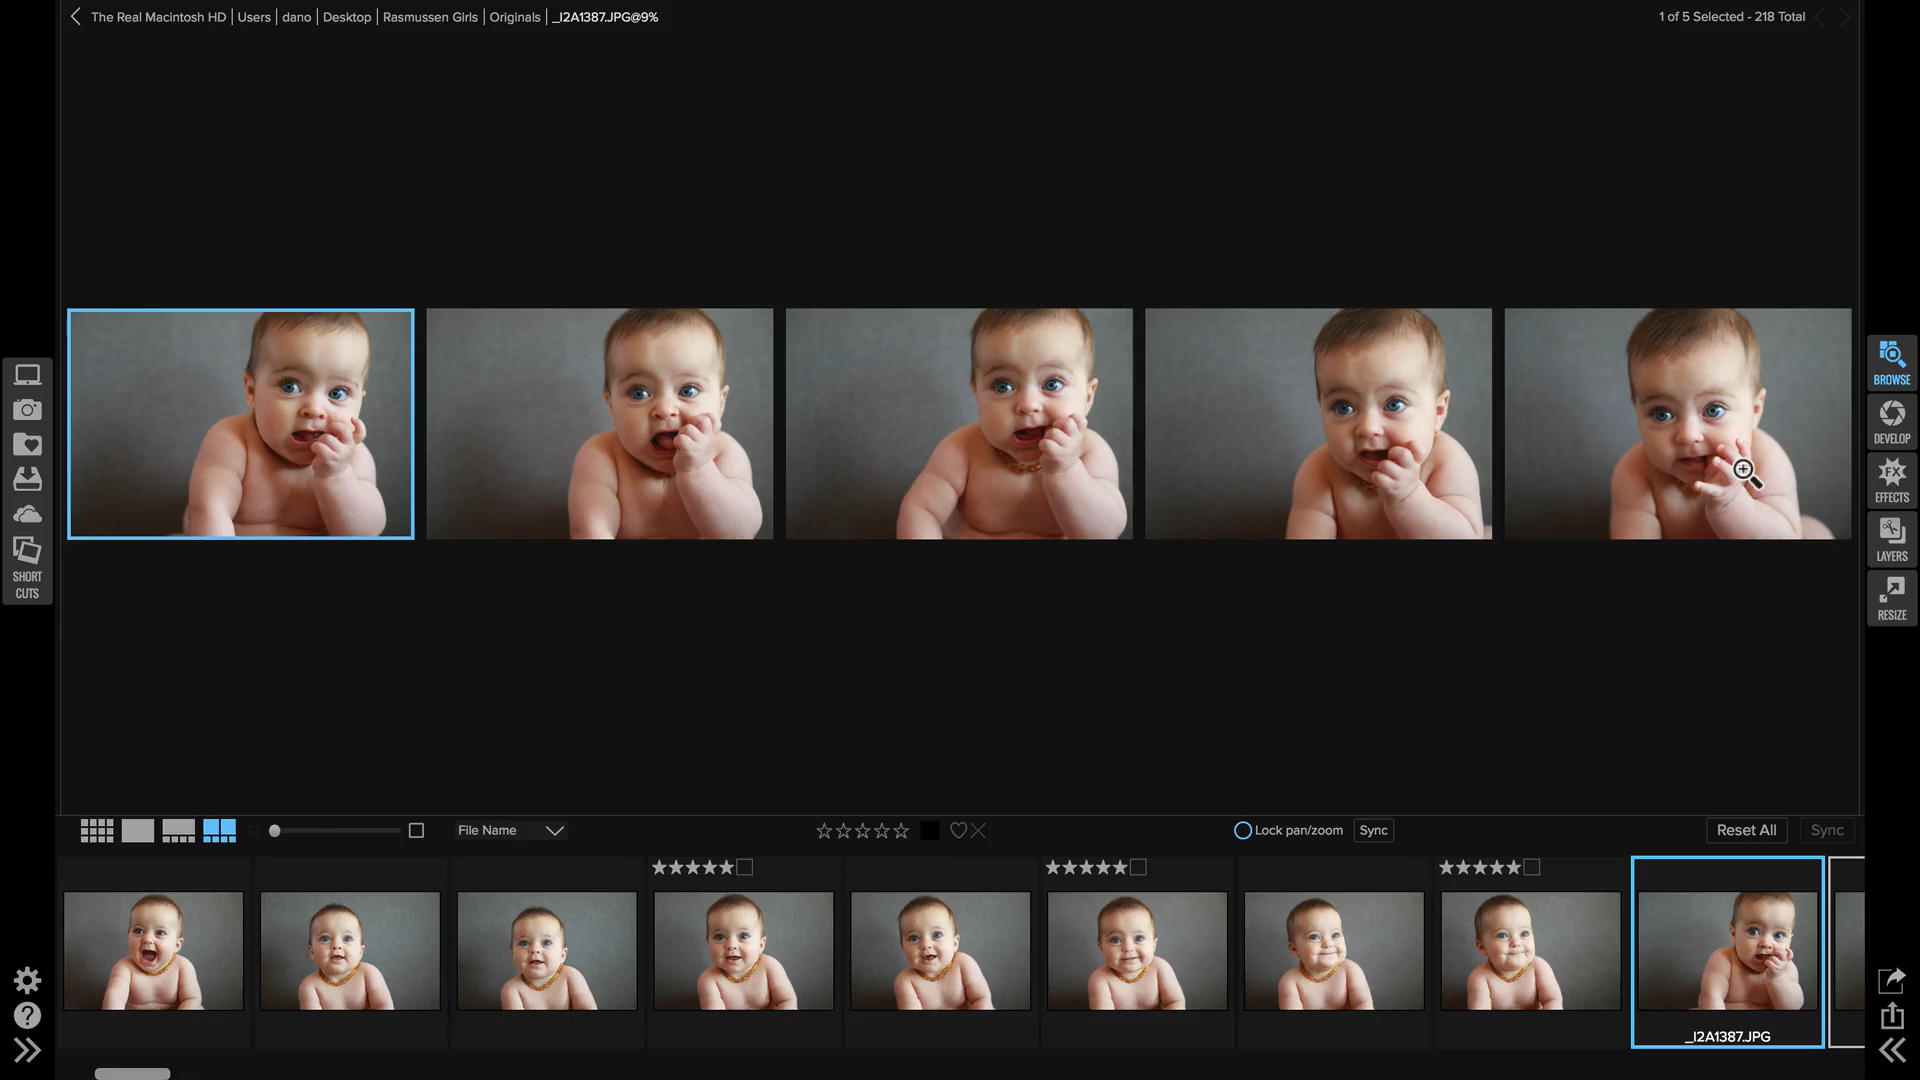 The Real Macintosh HD | Users | dano | Desktop | Rasmussen Girls | Originals | _I2A1387.JPG@9%
1 of 5 Selected - 218 Total
SHORT
CUTS
BROWSE
DEVELOP
FX
EFFECTS
LAYERS
RESIZE
File Name
Lock pan/zoom
Sync
Reset All
Sync
_I2A1387.JPG